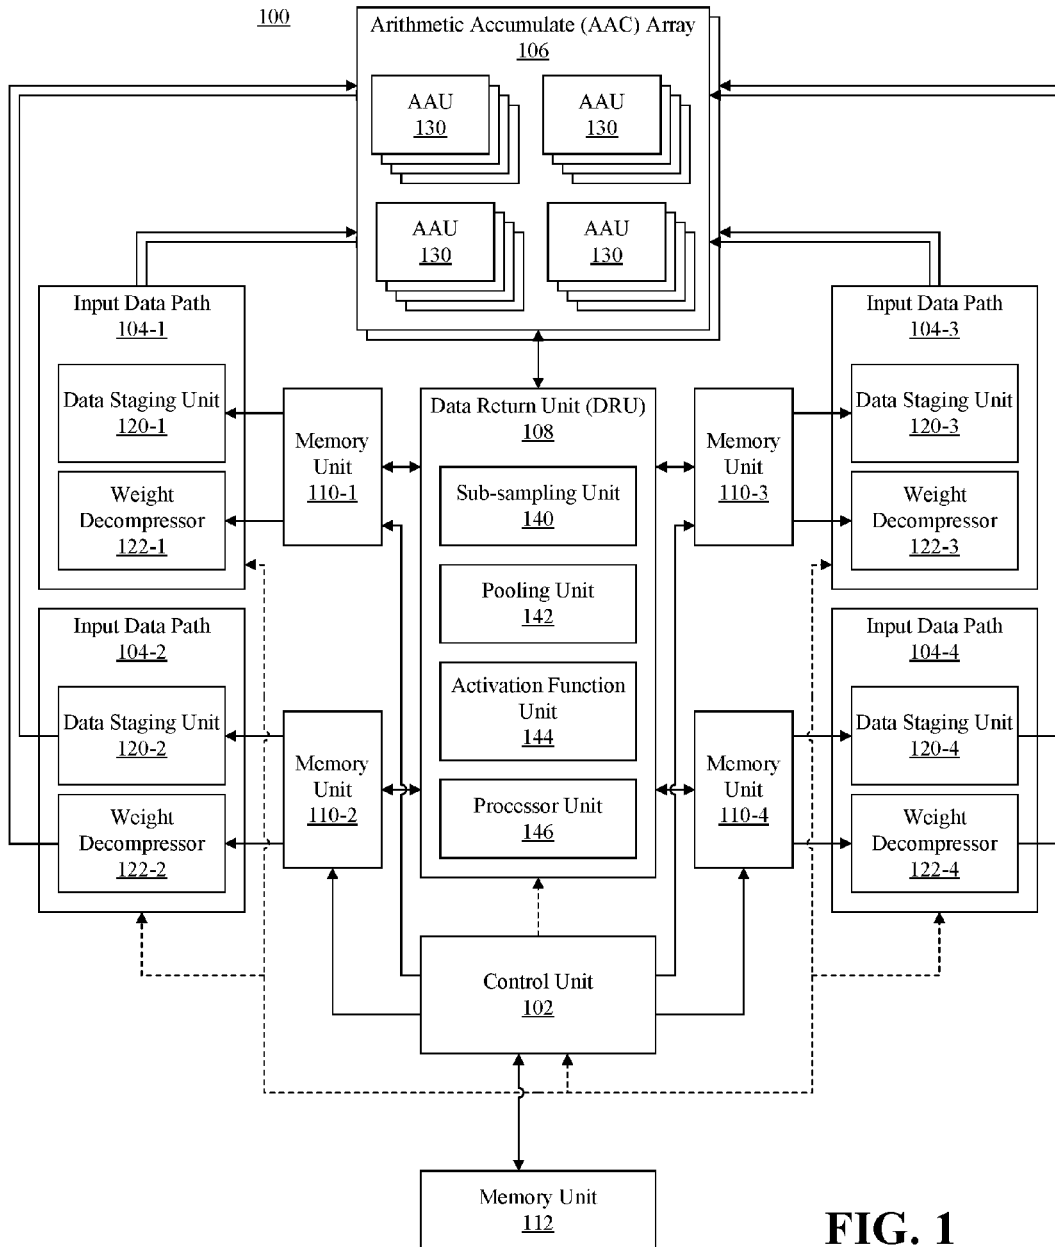 100
Arithmetic Accumulate (AAC) Array
106
AAU
130
AAU
130
AAU
130
AAU
130
Input Data Path
104-1
Data Staging Unit
120-1
Weight
Decompressor
122-1
Memory
Unit
110-1
Data Return Unit (DRU)
108
Sub-sampling Unit
140
Pooling Unit
142
Activation Function
Unit
144
Processor Unit
146
Memory
Unit
110-3
Input Data Path
104-3
Data Staging Unit
120-3
Weight
Decompressor
122-3
Input Data Path
104-2
Data Staging Unit
120-2
Weight
Decompressor
122-2
Memory
Unit
110-2
Memory
Unit
110-4
Input Data Path
104-4
Data Staging Unit
120-4
Weight
Decompressor
122-4
Control Unit
102
Memory Unit
112
FIG. 1